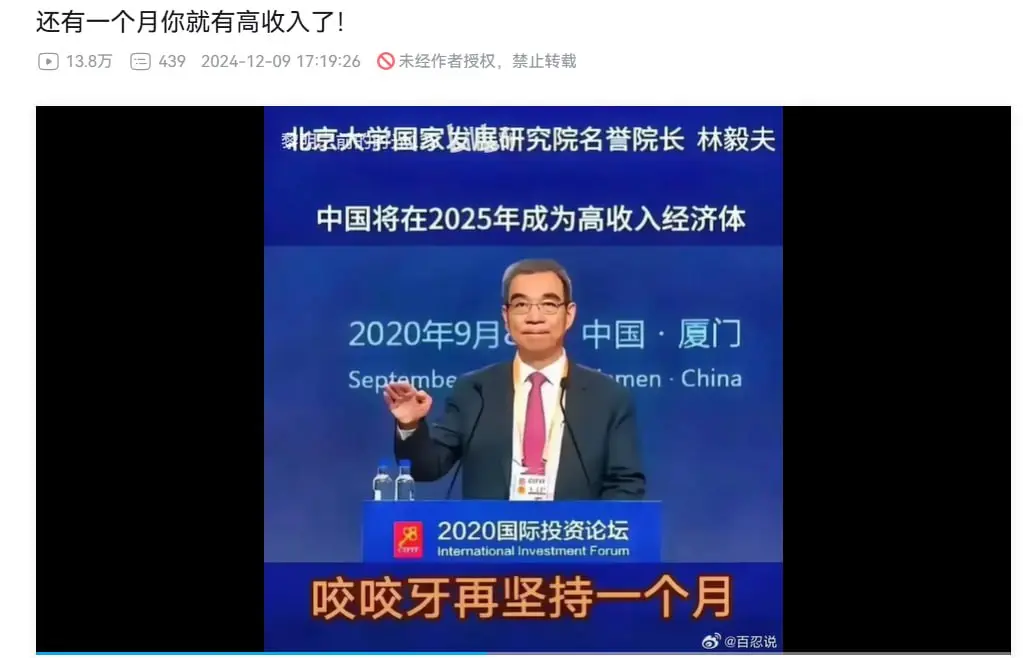 还有一个月你就有高收入了!
13.8万 439 2024-12-09 17:19:26 未经作者授权，禁止转载
北京大学国家发展研究院名誉院长 林毅夫
中国将在2025年成为高收入经济体
2020年9月 中国·厦门
Septembe men · China
CIFIT
2020国际投资论坛
International Investment Forum
咬咬牙再坚持一个月
@百忍说